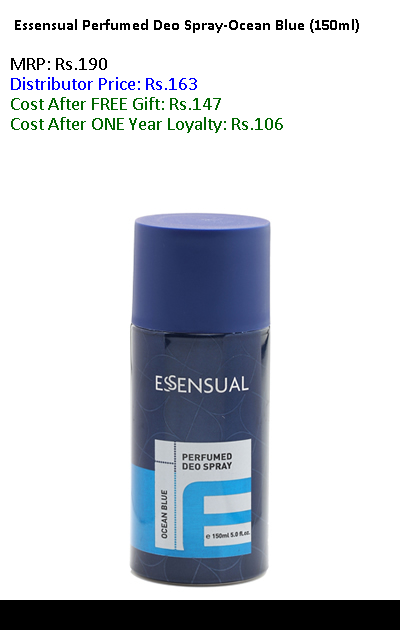 Essensual Perfumed Deo Spray-Ocean Blue (150ml)
MRP: Rs.190
Distributor Price: Rs.163
Cost After FREE Gift: Rs.147
Cost After ONE Year Loyalty: Rs.106
ESSENSUAL
PERFUMED
DEO SPRAY
OCEAN BLUE
e 150ml 5.0 fl.oz.